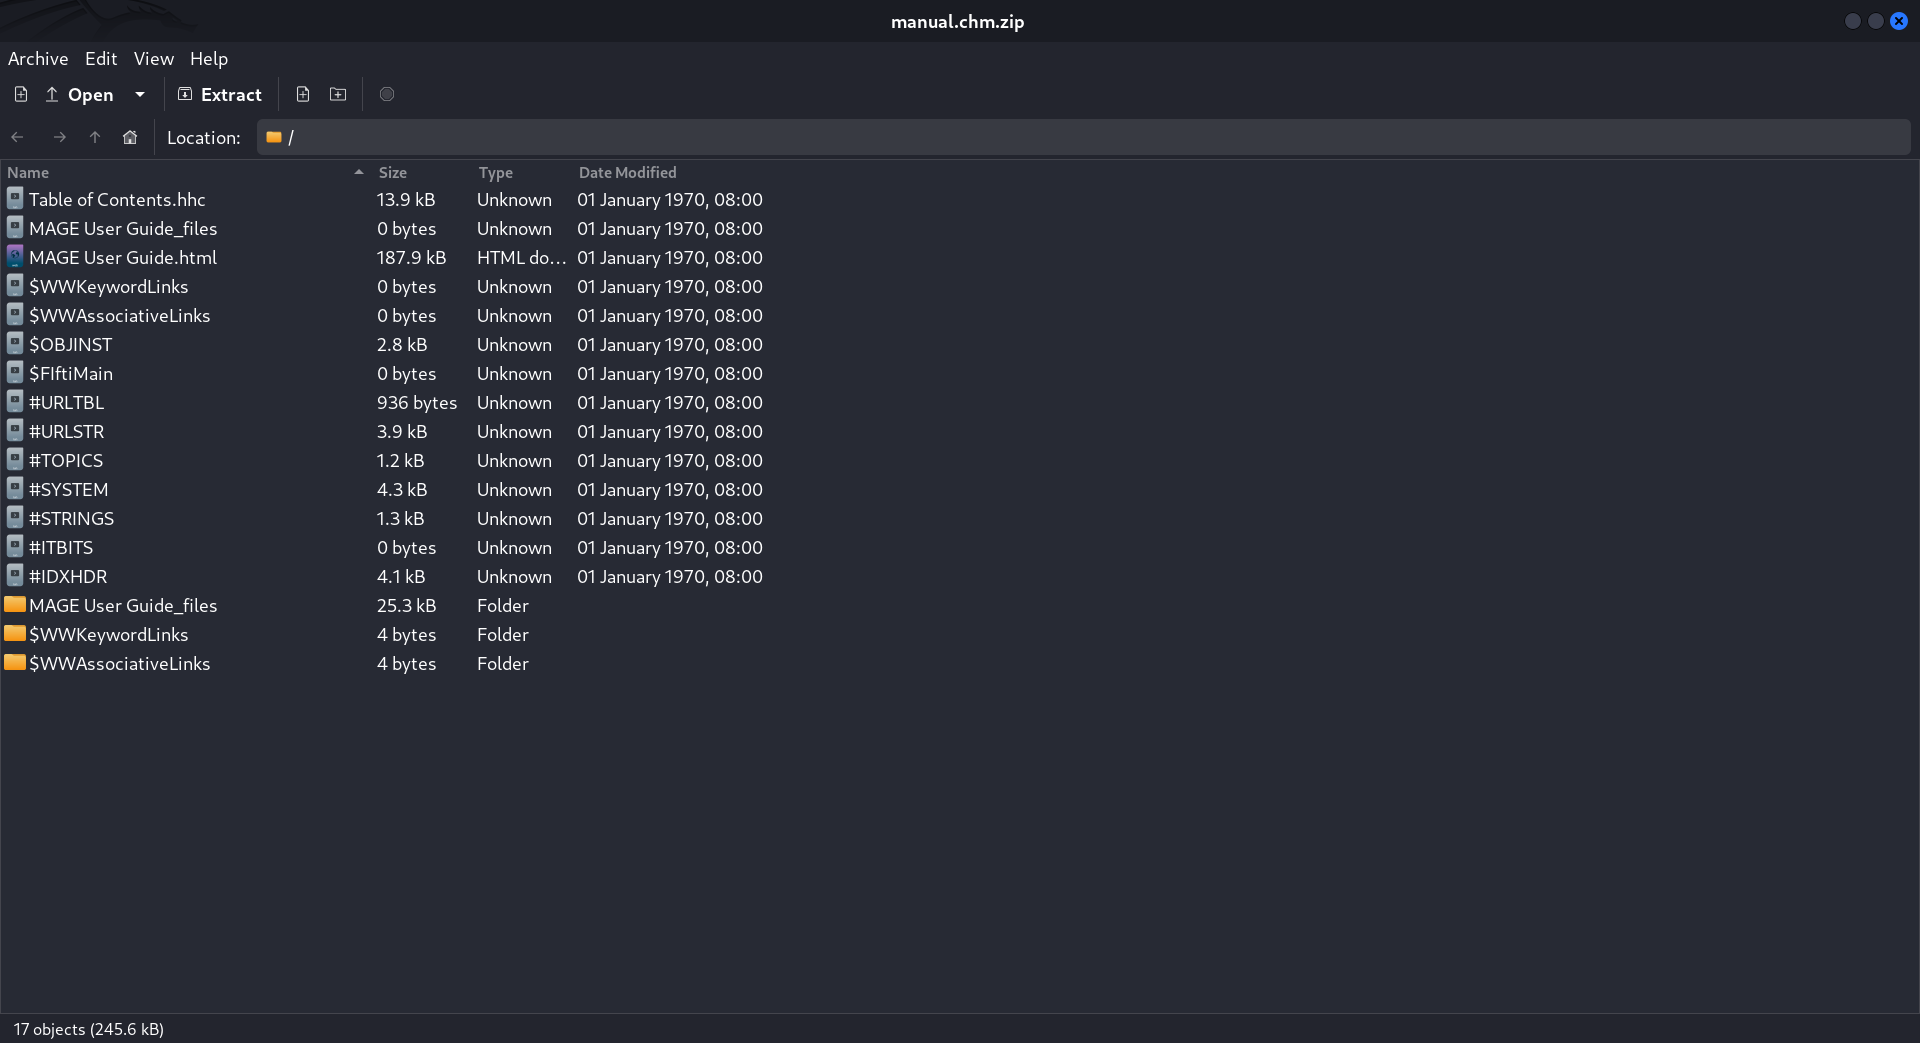 manual.chm.zip
Archive Edit View Help
Open Extract
Location: /
Name Size Type Date Modified
Table of Contents.hhc 13.9 kB Unknown 01 January 1970, 08:00
MAGE User Guide_files 0 bytes Unknown 01 January 1970, 08:00
MAGE User Guide.html 187.9 kB HTML do... 01 January 1970, 08:00
$WWKeywordLinks 0 bytes Unknown 01 January 1970, 08:00
$WWAssociativeLinks 0 bytes Unknown 01 January 1970, 08:00
$OBJINST 2.8 kB Unknown 01 January 1970, 08:00
$FIftiMain 0 bytes Unknown 01 January 1970, 08:00
#URLTBL 936 bytes Unknown 01 January 1970, 08:00
#URLSTR 3.9 kB Unknown 01 January 1970, 08:00
#TOPICS 1.2 kB Unknown 01 January 1970, 08:00
#SYSTEM 4.3 kB Unknown 01 January 1970, 08:00
#STRINGS 1.3 kB Unknown 01 January 1970, 08:00
#ITBITS 0 bytes Unknown 01 January 1970, 08:00
#IDXHDR 4.1 kB Unknown 01 January 1970, 08:00
MAGE User Guide_files 25.3 kB Folder
$WWKeywordLinks 4 bytes Folder
$WWAssociativeLinks 4 bytes Folder
17 objects (245.6 kB)